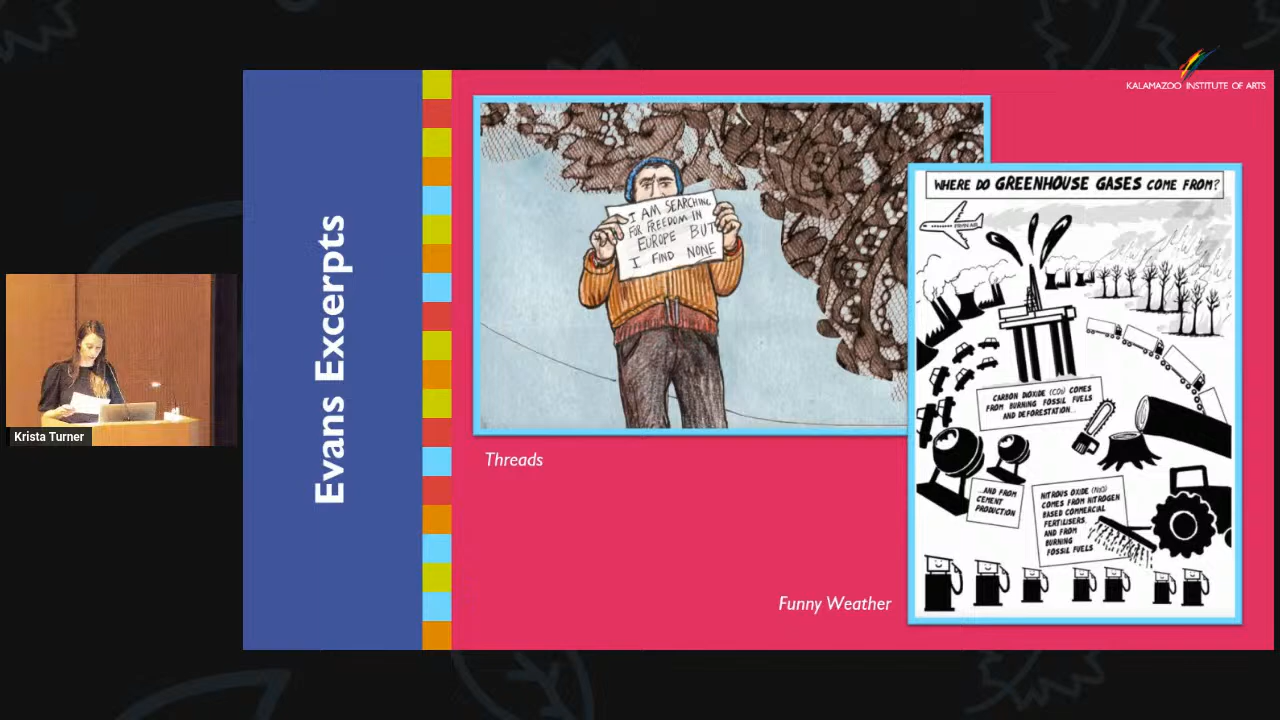 KALAMAZOO INSTITUTE OF ARTS
Evans Excerpts
I AM SEARCHING
FOR FREEDOM IN
EUROPE BUT
I FIND NONE
Threads
WHERE DO GREENHOUSE GASES COME FROM?
CARBON DIOXIDE (CO2) COMES
FROM BURNING FOSSIL FUELS
AND DEFORESTATION...
...AND FROM
CEMENT
PRODUCTION
NITROUS OXIDE (N2O)
COMES FROM NITROGEN
BASED COMMERCIAL
FERTILISERS.
AND FROM
BURNING
FOSSIL FUELS
Funny Weather
Krista Turner